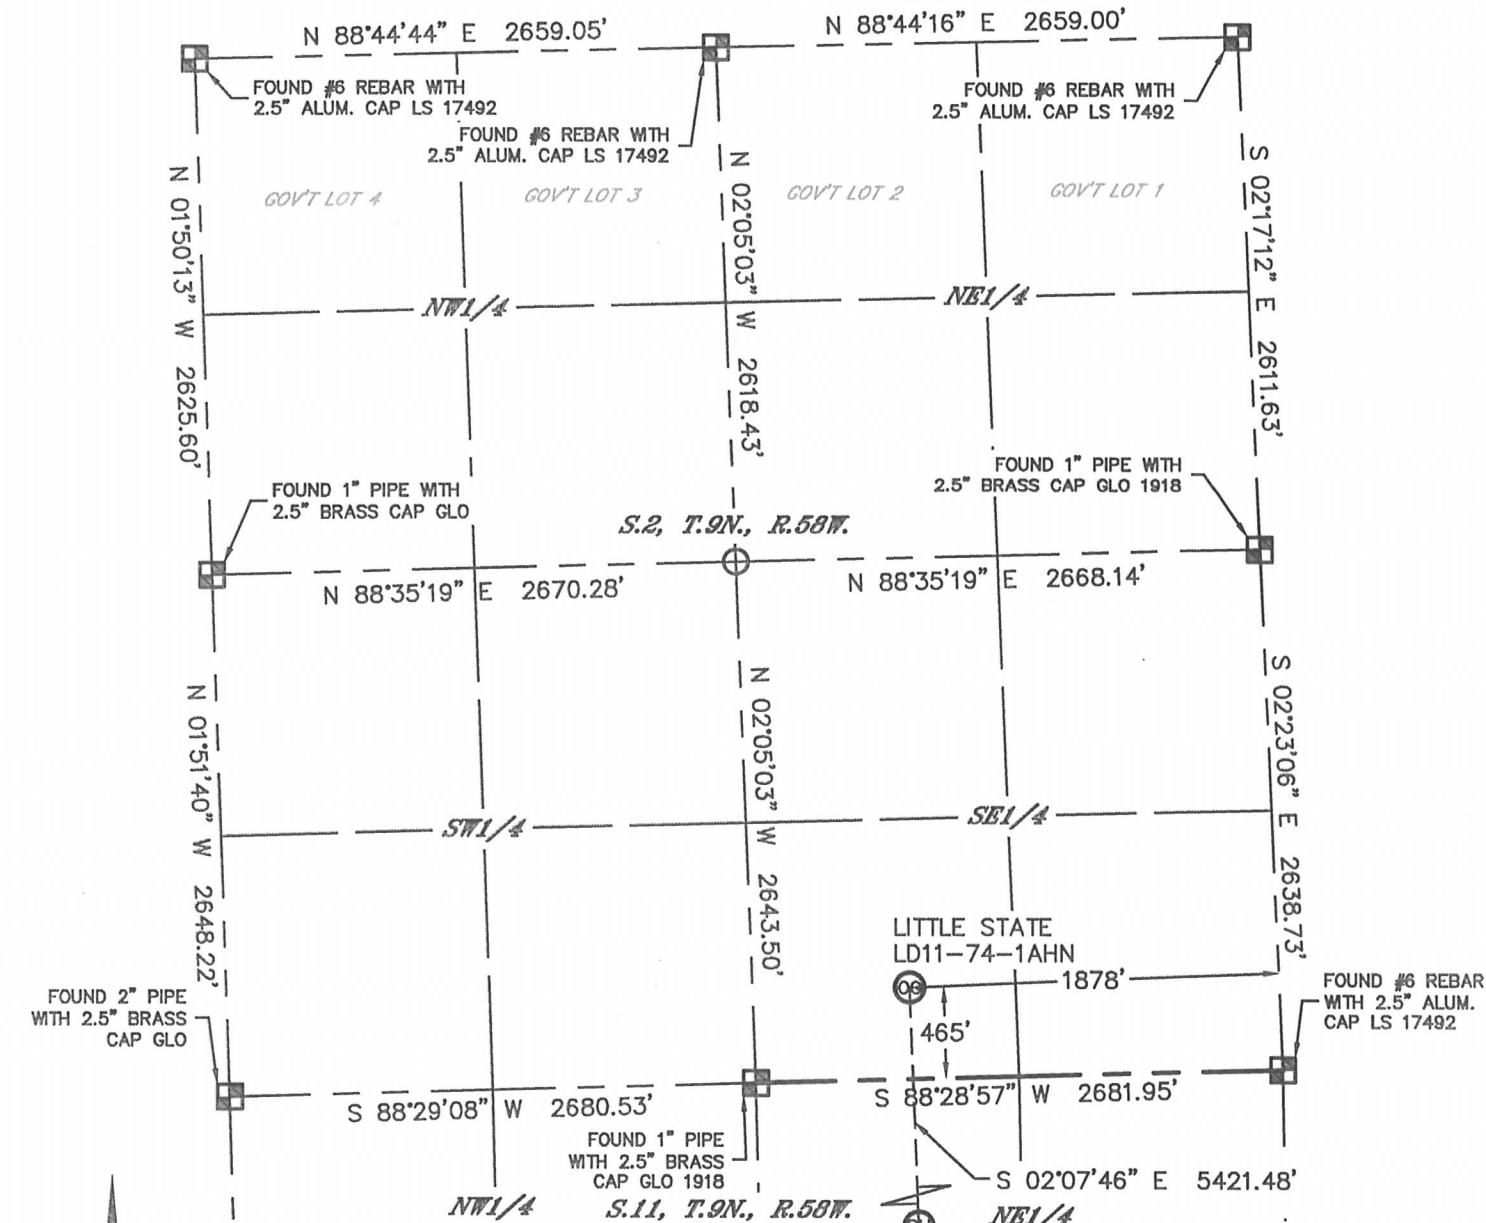 N 88°44'44" E 2659.05'
N 88°44'16" E 2659.00'
FOUND #6 REBAR WITH
2.5" ALUM. CAP LS 17492
FOUND #6 REBAR WITH
2.5" ALUM. CAP LS 17492
FOUND #6 REBAR WITH
2.5" ALUM. CAP LS 17492
N 01°50'13" W 2625.60'
GOV'T LOT 4
GOV'T LOT 3
N 02°05'03" W 2618.43'
GOV'T LOT 2
GOV'T LOT 1
S 02°17'12" E 2611.63'
NW1/4
NE1/4
FOUND 1" PIPE WITH
2.5" BRASS CAP GLO
FOUND 1" PIPE WITH
2.5" BRASS CAP GLO 1918
S.2, T.9N., R.58W.
N 88°35'19" E 2670.28'
N 88°35'19" E 2668.14'
N 01°51'40" W 2648.22'
N 02°05'03" W 2643.50'
S 02°23'06" E 2638.73'
SW1/4
SE1/4
LITTLE STATE
LD11-74-1AHN
1878'
465'
FOUND 2" PIPE
WITH 2.5" BRASS
CAP GLO
FOUND #6 REBAR
WITH 2.5" ALUM.
CAP LS 17492
S 88°29'08" W 2680.53'
S 88°28'57" W 2681.95'
FOUND 1" PIPE
WITH 2.5" BRASS
CAP GLO 1918
S 02°07'46" E 5421.48'
NW1/4
S.11, T.9N., R.58W.
NE1/4